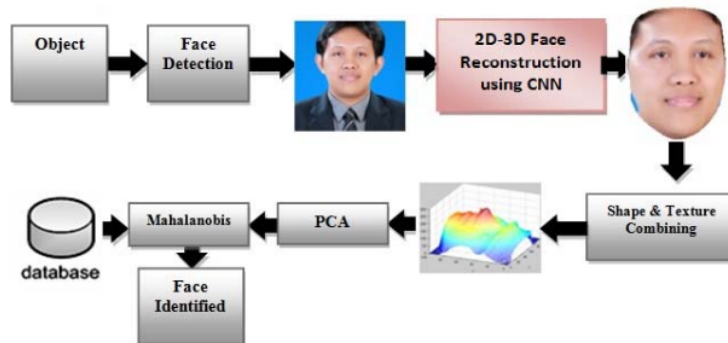 Object
Face
Detection
2D-3D Face
Reconstruction
using CNN
Shape & Texture
Combining
PCA
Mahalanobis
database
Face
Identified